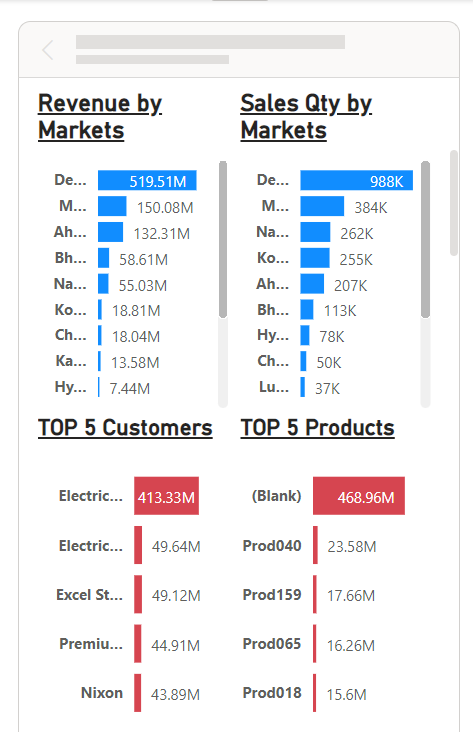 Revenue by
Markets
De... 519.51M
M... 150.08M
Ah... 132.31M
Bh... 58.61M
Na... 55.03M
Ko... 18.81M
Ch... 18.04M
Ka... 13.58M
Hy... 7.44M
Sales Qty by
Markets
De... 988K
M... 384K
Na... 262K
Ko... 255K
Ah... 207K
Bh... 113K
Hy... 78K
Ch... 50K
Lu... 37K
TOP 5 Customers
Electric... 413.33M
Electric... 49.64M
Excel St... 49.12M
Premiu... 44.91M
Nixon 43.89M
TOP 5 Products
(Blank) 468.96M
Prod040 23.58M
Prod159 17.66M
Prod065 16.26M
Prod018 15.6M